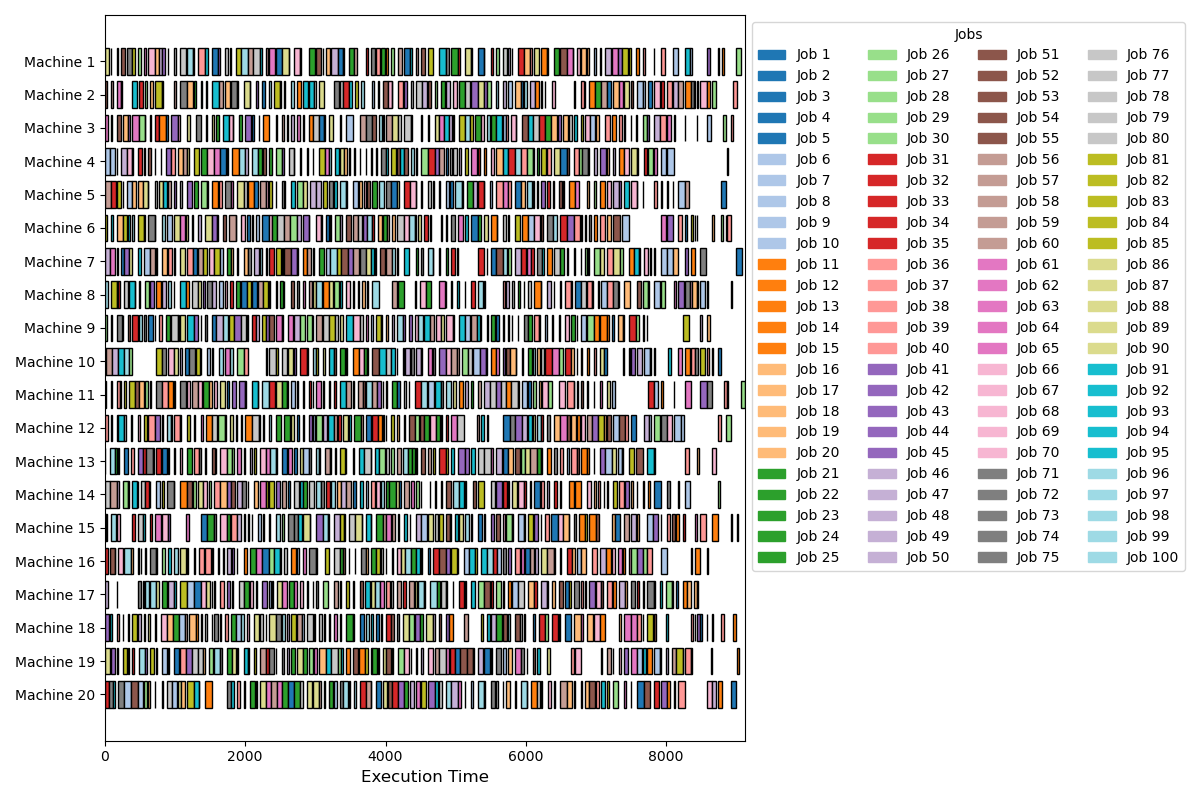 Machine 1
Machine 2
Machine 3
Machine 4
Machine 5
Machine 6
Machine 7
Machine 8
Machine 9
Machine 10
Machine 11
Machine 12
Machine 13
Machine 14
Machine 15
Machine 16
Machine 17
Machine 18
Machine 19
Machine 20
0 2000 4000 6000 8000
Execution Time
Jobs
Job 1 Job 26 Job 51 Job 76
Job 2 Job 27 Job 52 Job 77
Job 3 Job 28 Job 53 Job 78
Job 4 Job 29 Job 54 Job 79
Job 5 Job 30 Job 55 Job 80
Job 6 Job 31 Job 56 Job 81
Job 7 Job 32 Job 57 Job 82
Job 8 Job 33 Job 58 Job 83
Job 9 Job 34 Job 59 Job 84
Job 10 Job 35 Job 60 Job 85
Job 11 Job 36 Job 61 Job 86
Job 12 Job 37 Job 62 Job 87
Job 13 Job 38 Job 63 Job 88
Job 14 Job 39 Job 64 Job 89
Job 15 Job 40 Job 65 Job 90
Job 16 Job 41 Job 66 Job 91
Job 17 Job 42 Job 67 Job 92
Job 18 Job 43 Job 68 Job 93
Job 19 Job 44 Job 69 Job 94
Job 20 Job 45 Job 70 Job 95
Job 21 Job 46 Job 71 Job 96
Job 22 Job 47 Job 72 Job 97
Job 23 Job 48 Job 73 Job 98
Job 24 Job 49 Job 74 Job 99
Job 25 Job 50 Job 75 Job 100